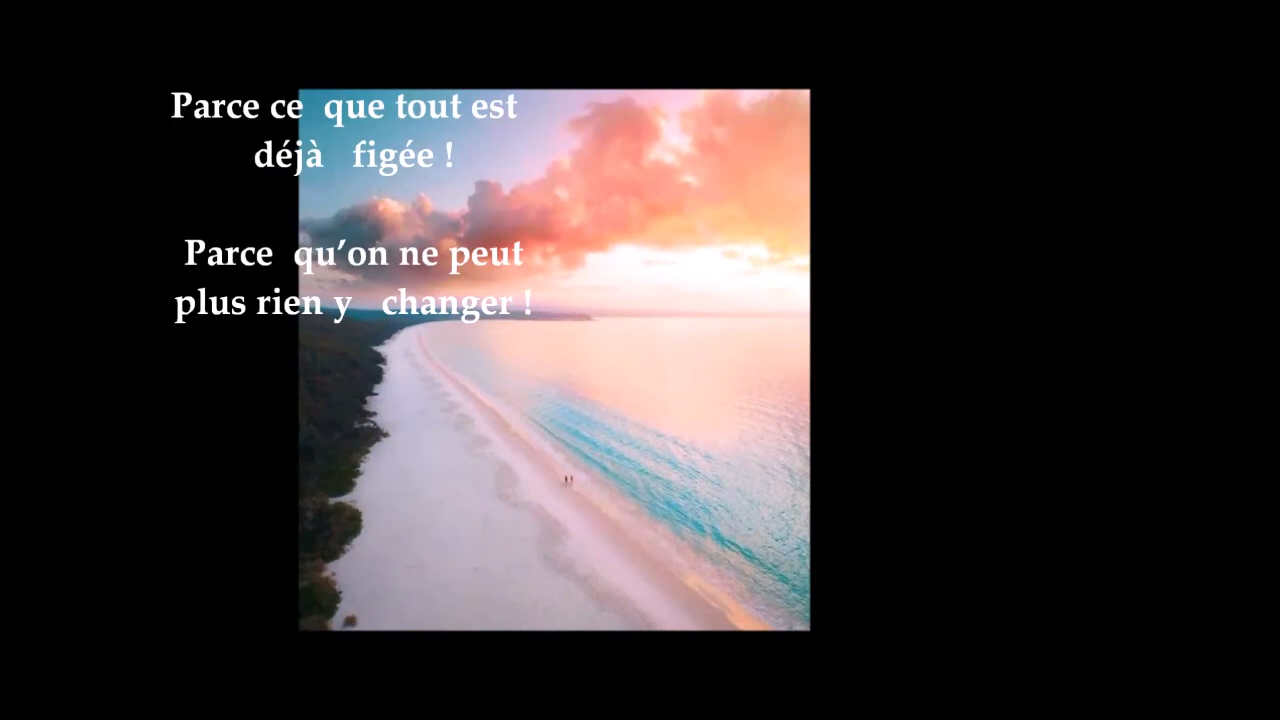 Parce ce que tout est
déjà figée !
Parce qu’on ne peut
plus rien y changer !